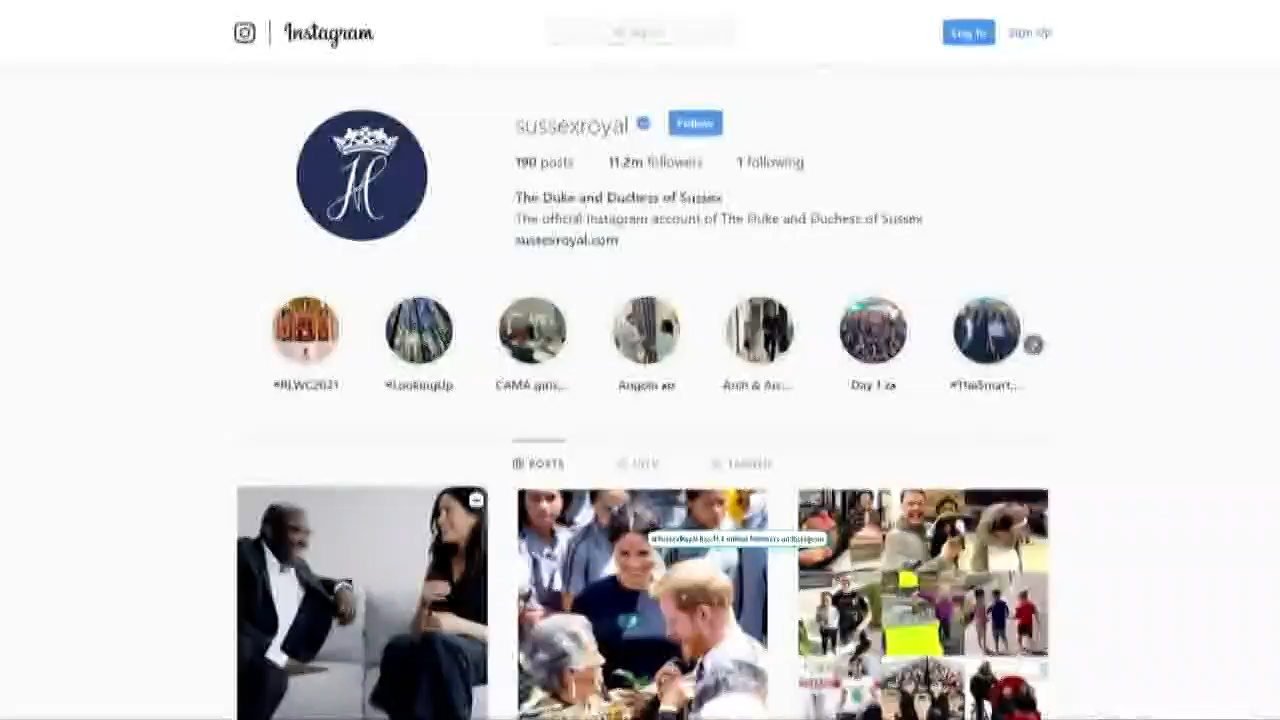 Instagram
Log In
Sign Up
sussexroyal
Follow
190 posts 11.2m followers 1 following
The Duke and Duchess of Sussex
The official Instagram account of The Duke and Duchess of Sussex
sussexroyal.com
#RLWC2021 #LookingUp CAMA girls... Arch & Arc... Day 1 za #TheSmart...
POSTS
TAGGED